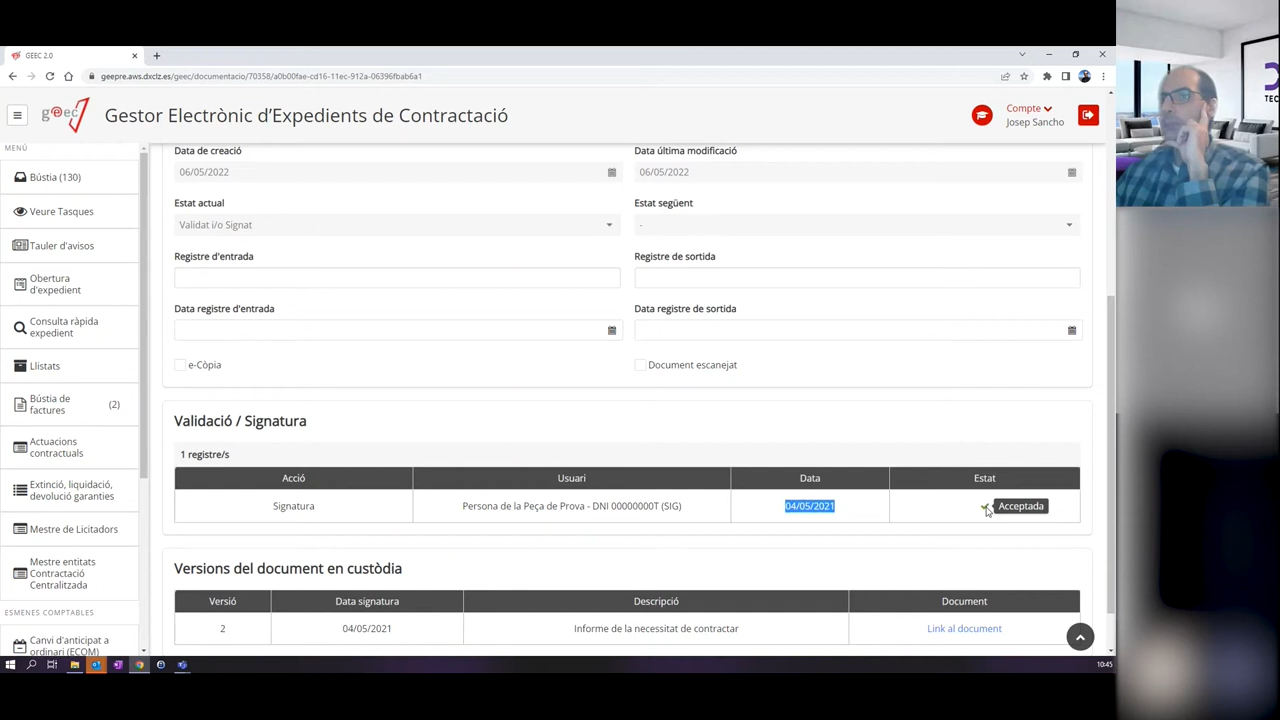 GEEC 2.0
geepre.aws.dxclz.es/geec/documentacio/70358/a0b00fae-cd16-11ec-912a-06396fbab6a1
geec
Gestor Electrònic d'Expedients de Contractació
Compte
Josep Sancho
MENÚ
Bústia (130)
Veure Tasques
Tauler d'avisos
Obertura
d'expedient
Consulta ràpida
expedient
Llistats
Bústia de
factures
(2)
Actuacions
contractuals
Extinció, liquidació,
devolució garanties
Mestre de Licitadors
Mestre entitats
Contractació
Centralitzada
ESMENES COMPTABLES
Canvi d'anticipat a
ordinari (ECOM)
Data de creació
Data última modificació
06/05/2022
06/05/2022
Estat actual
Estat següent
Validat i/o Signat
-
Registre d'entrada
Registre de sortida
Data registre d'entrada
Data registre de sortida
e-Còpia
Document escanejat
Validació / Signatura
1 registre/s
Acció Usuari Data Estat
Signatura Persona de la Peça de Prova - DNI 00000000T (SIG) 04/05/2021 Acceptada
Versions del document en custòdia
Versió Data signatura Descripció Document
2 04/05/2021 Informe de la necessitat de contractar Link al document
10:45
TEC